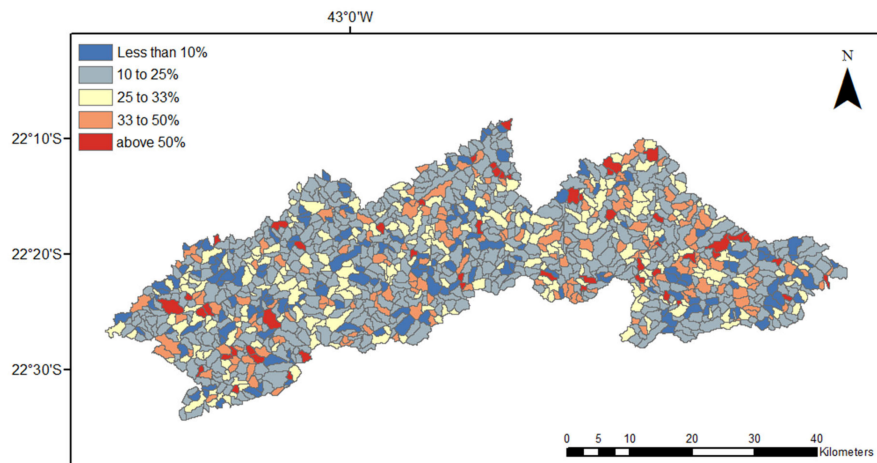 43°0'W
Less than 10%
10 to 25%
25 to 33%
33 to 50%
above 50%
N
22°10'S
22°20'S
22°30'S
0 5 10 20 30 40
Kilometers